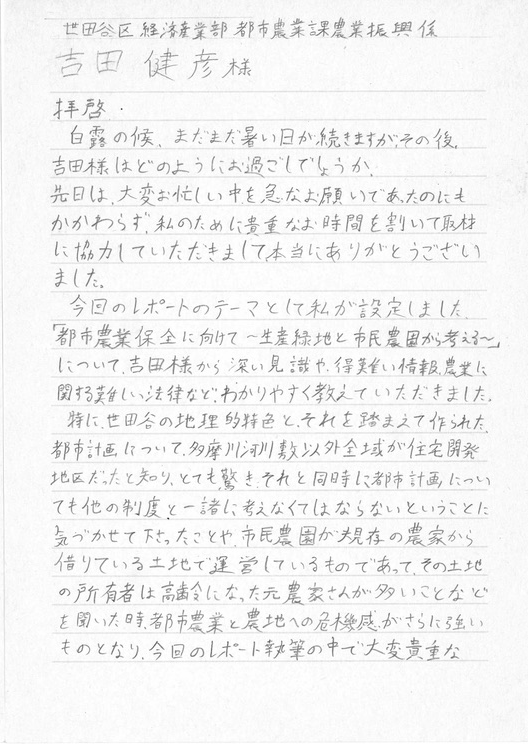 世田谷区 経済産業部 都市農業課農業振興係
吉田 健彦様
拝啓.
白露の候、まだまだ暑い日が続きますが、その後、
吉田様はどのようにお過ごしでしょうか。
先日は、大変お忙しい中を急なお願いであったのにも
かかわらず、私のために貴重なお時間を割いて取材
に協力していただきまして、本当にありがとうござい
ました。
今回のレポートのテーマとして私が設定しました、
「都市農業保全に向けて～生産緑地と市民農園から考える～」
について、吉田様から深い見識や、得難い情報、農業に
関する難しい法律など、わかりやすく教えていただきました。
特に、世田谷の地理的特色と、それを踏まえて作られた、
都市計画について、多摩川河川敷以外全域が住宅開発
地区だったと知り、とても驚き、それと同時に都市計画につい
ても他の制度と一諸に考えなくてはならないということに
気づかせて下さったことや、市民農園が既存の農家から
借りている土地で運営しているものであって、その土地
の所有者は高齢になった元農家さんが多いことなど
を聞いた時、都市農業と農地への危機感がさらに強い
ものとなり、今回のレポート執筆の中で大変貴重な